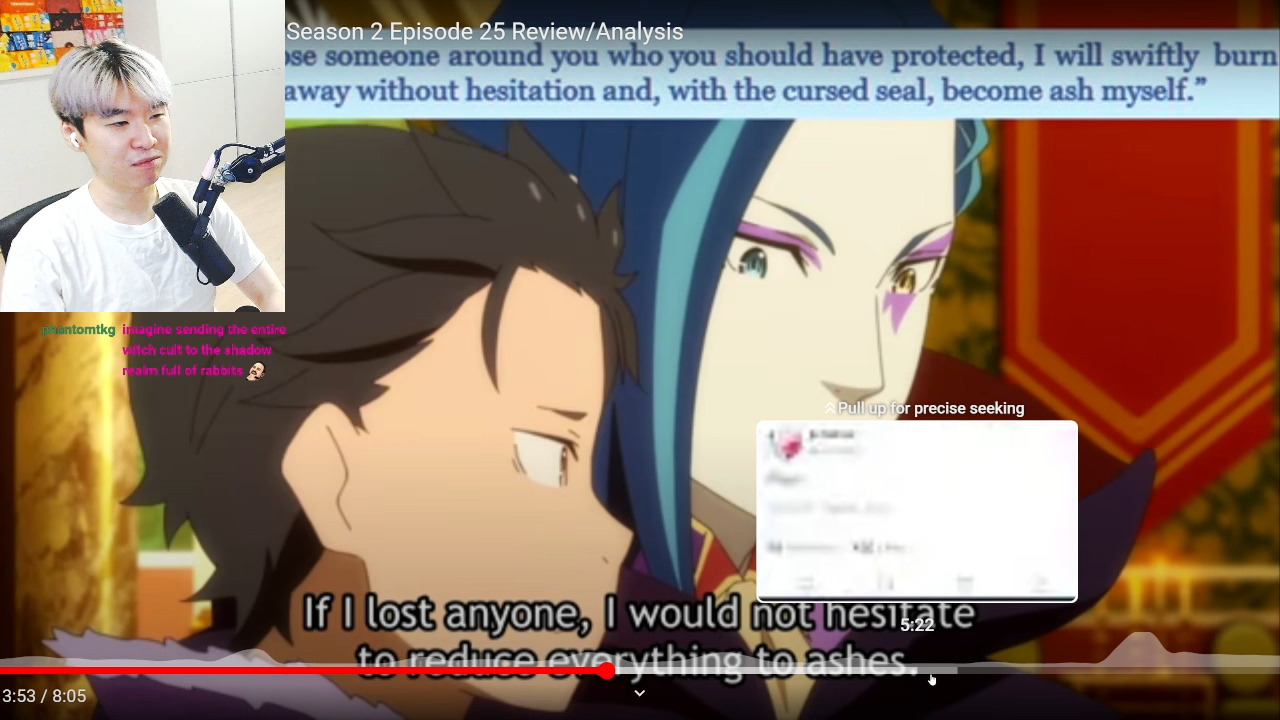 Season 2 Episode 25 Review/Analysis
ose someone around you who you should have protected, I will swiftly burn
away without hesitation and, with the cursed seal, become ash myself."
phantomtkg imagine sending the entire
witch cult to the shadow
realm full of rabbits
Pull up for precise seeking
If I lost anyone, I would not hesitate
5:22
to reduce everything to ashes.
3:53 / 8:05